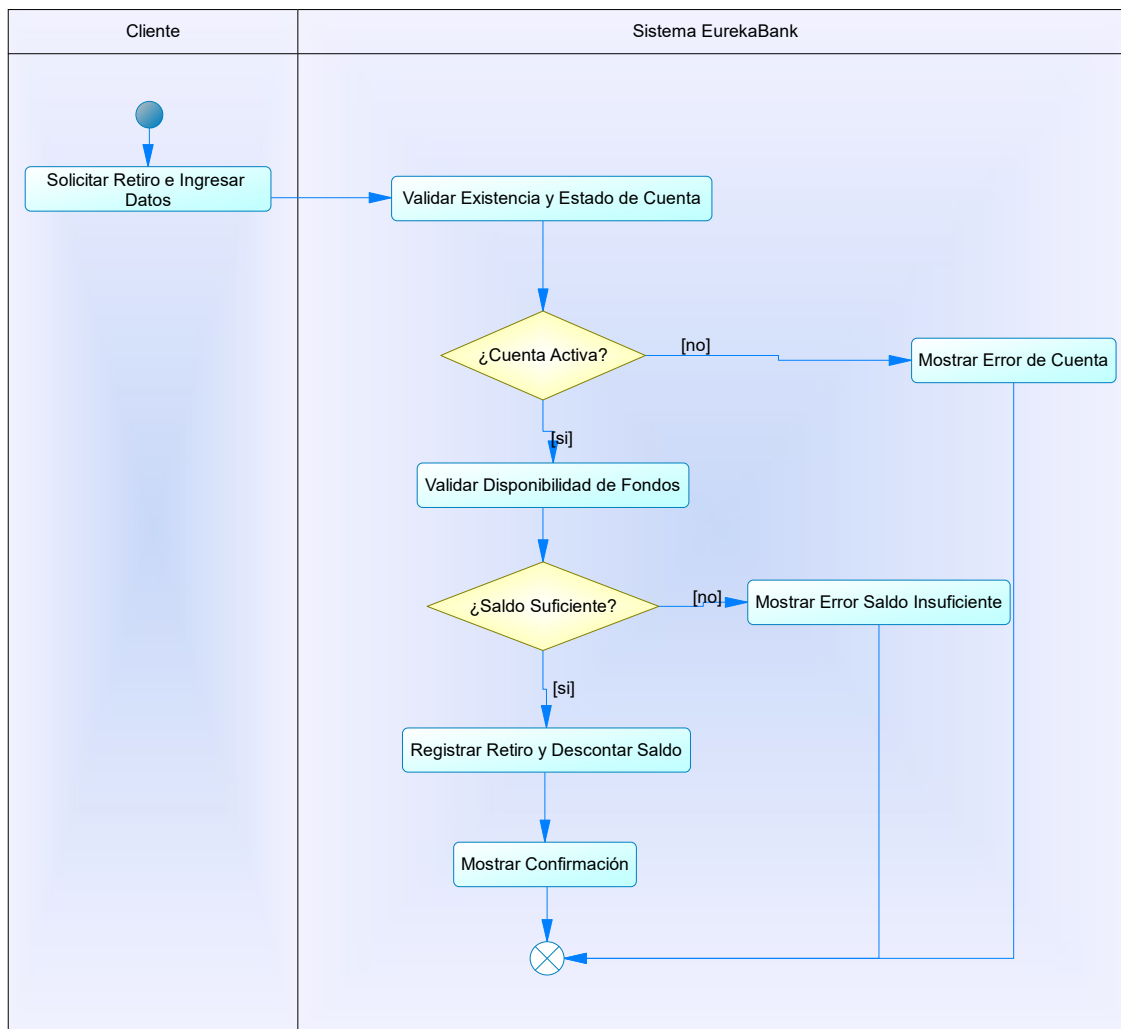 Cliente
Sistema EurekaBank
Solicitar Retiro e Ingresar
Datos
Validar Existencia y Estado de Cuenta
¿Cuenta Activa?
[no]
Mostrar Error de Cuenta
[si]
Validar Disponibilidad de Fondos
¿Saldo Suficiente?
[no]
Mostrar Error Saldo Insuficiente
[si]
Registrar Retiro y Descontar Saldo
Mostrar Confirmación